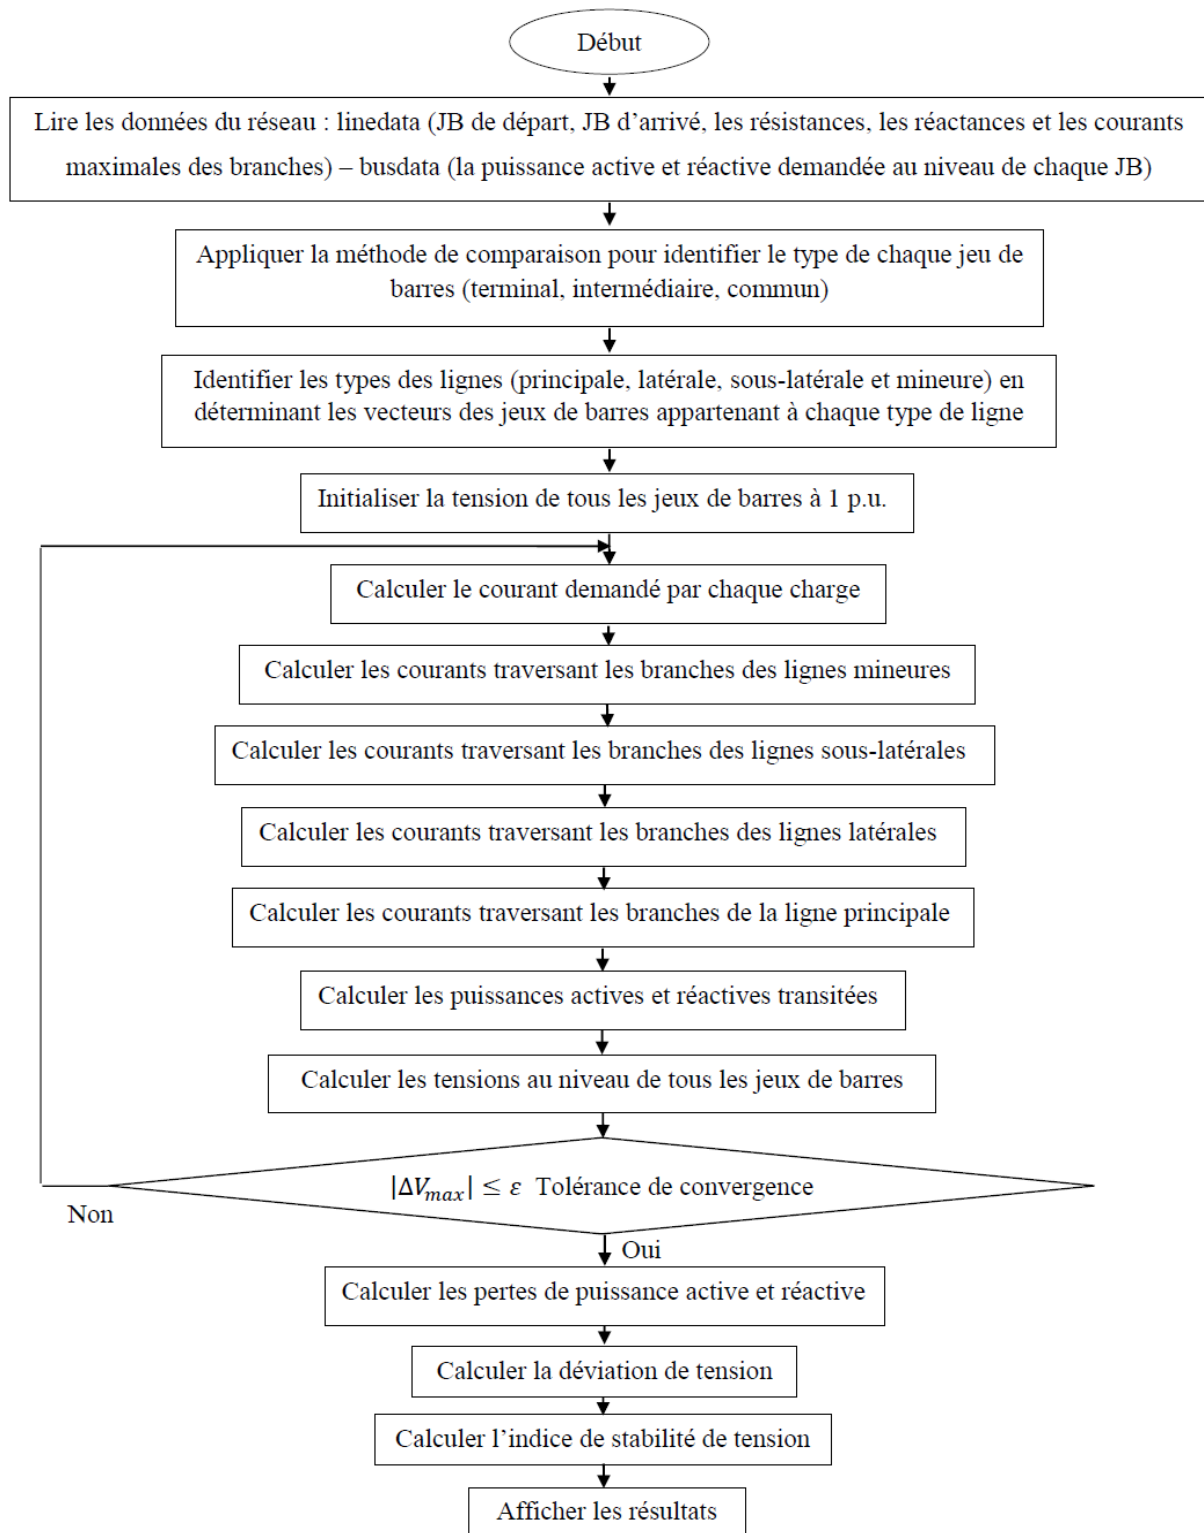 Début
Lire les données du réseau : linedata (JB de départ, JB d’arrivé, les résistances, les réactances et les courants
maximales des branches) – busdata (la puissance active et réactive demandée au niveau de chaque JB)
Appliquer la méthode de comparaison pour identifier le type de chaque jeu de
barres (terminal, intermédiaire, commun)
Identifier les types des lignes (principale, latérale, sous-latérale et mineure) en
déterminant les vecteurs des jeux de barres appartenant à chaque type de ligne
Initialiser la tension de tous les jeux de barres à 1 p.u.
Calculer le courant demandé par chaque charge
Calculer les courants traversant les branches des lignes mineures
Calculer les courants traversant les branches des lignes sous-latérales
Calculer les courants traversant les branches des lignes latérales
Calculer les courants traversant les branches de la ligne principale
Calculer les puissances actives et réactives transitées
Calculer les tensions au niveau de tous les jeux de barres
|ΔV_max| ≤ ε Tolérance de convergence
Non
Oui
Calculer les pertes de puissance active et réactive
Calculer la déviation de tension
Calculer l’indice de stabilité de tension
Afficher les résultats